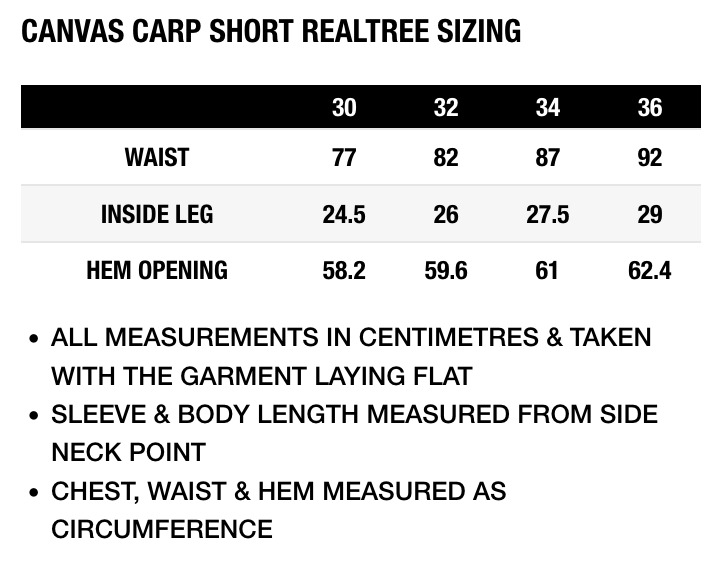 CANVAS CARP SHORT REALTREE SIZING
30 32 34 36
WAIST 77 82 87 92
INSIDE LEG 24.5 26 27.5 29
HEM OPENING 58.2 59.6 61 62.4
• ALL MEASUREMENTS IN CENTIMETRES & TAKEN
WITH THE GARMENT LAYING FLAT
• SLEEVE & BODY LENGTH MEASURED FROM SIDE
NECK POINT
• CHEST, WAIST & HEM MEASURED AS
CIRCUMFERENCE